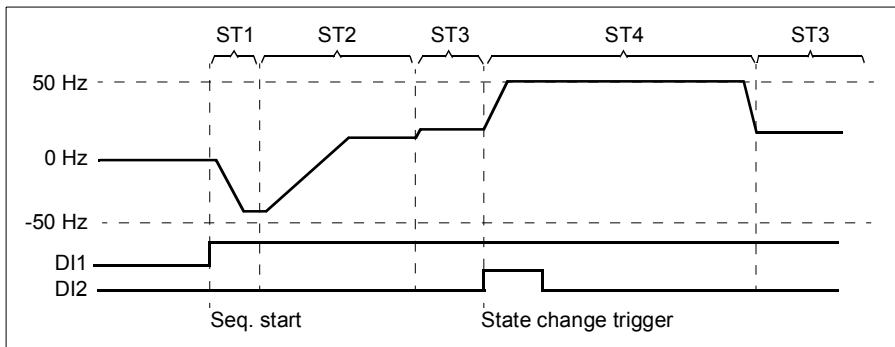 ST1 ST2 ST3 ST4 ST3
50 Hz
0 Hz
-50 Hz
DI1
DI2
Seq. start State change trigger